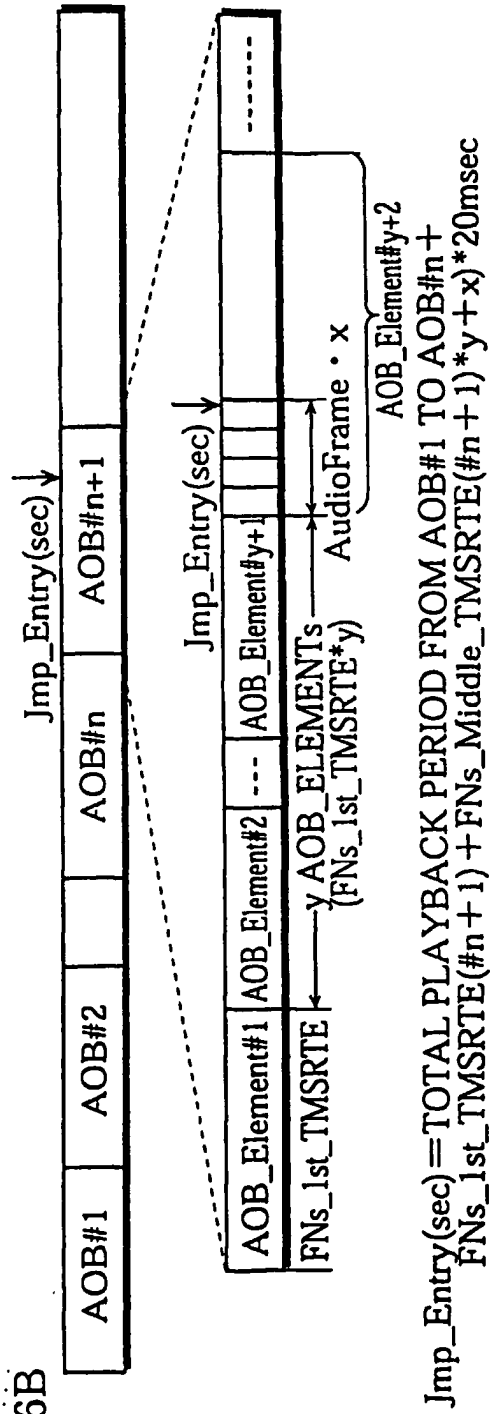 6B
Jmp_Entry(sec)
AOB#1 AOB#2 AOB#n AOB#n+1
Jmp_Entry(sec)
AOB_Element#1 AOB_Element#2 --- AOB_Element#y+1 -------
FNs_1st_TMSRTE y AOB_ELEMENTs AudioFrame・x
(FNs_1st_TMSRTE*y)
AOB_Element#y+2
Jmp_Entry(sec)=TOTAL PLAYBACK PERIOD FROM AOB#1 TO AOB#n+
FNs_1st_TMSRTE(#n+1)+FNs_Middle_TMSRTE(#n+1)*y+x)*20msec